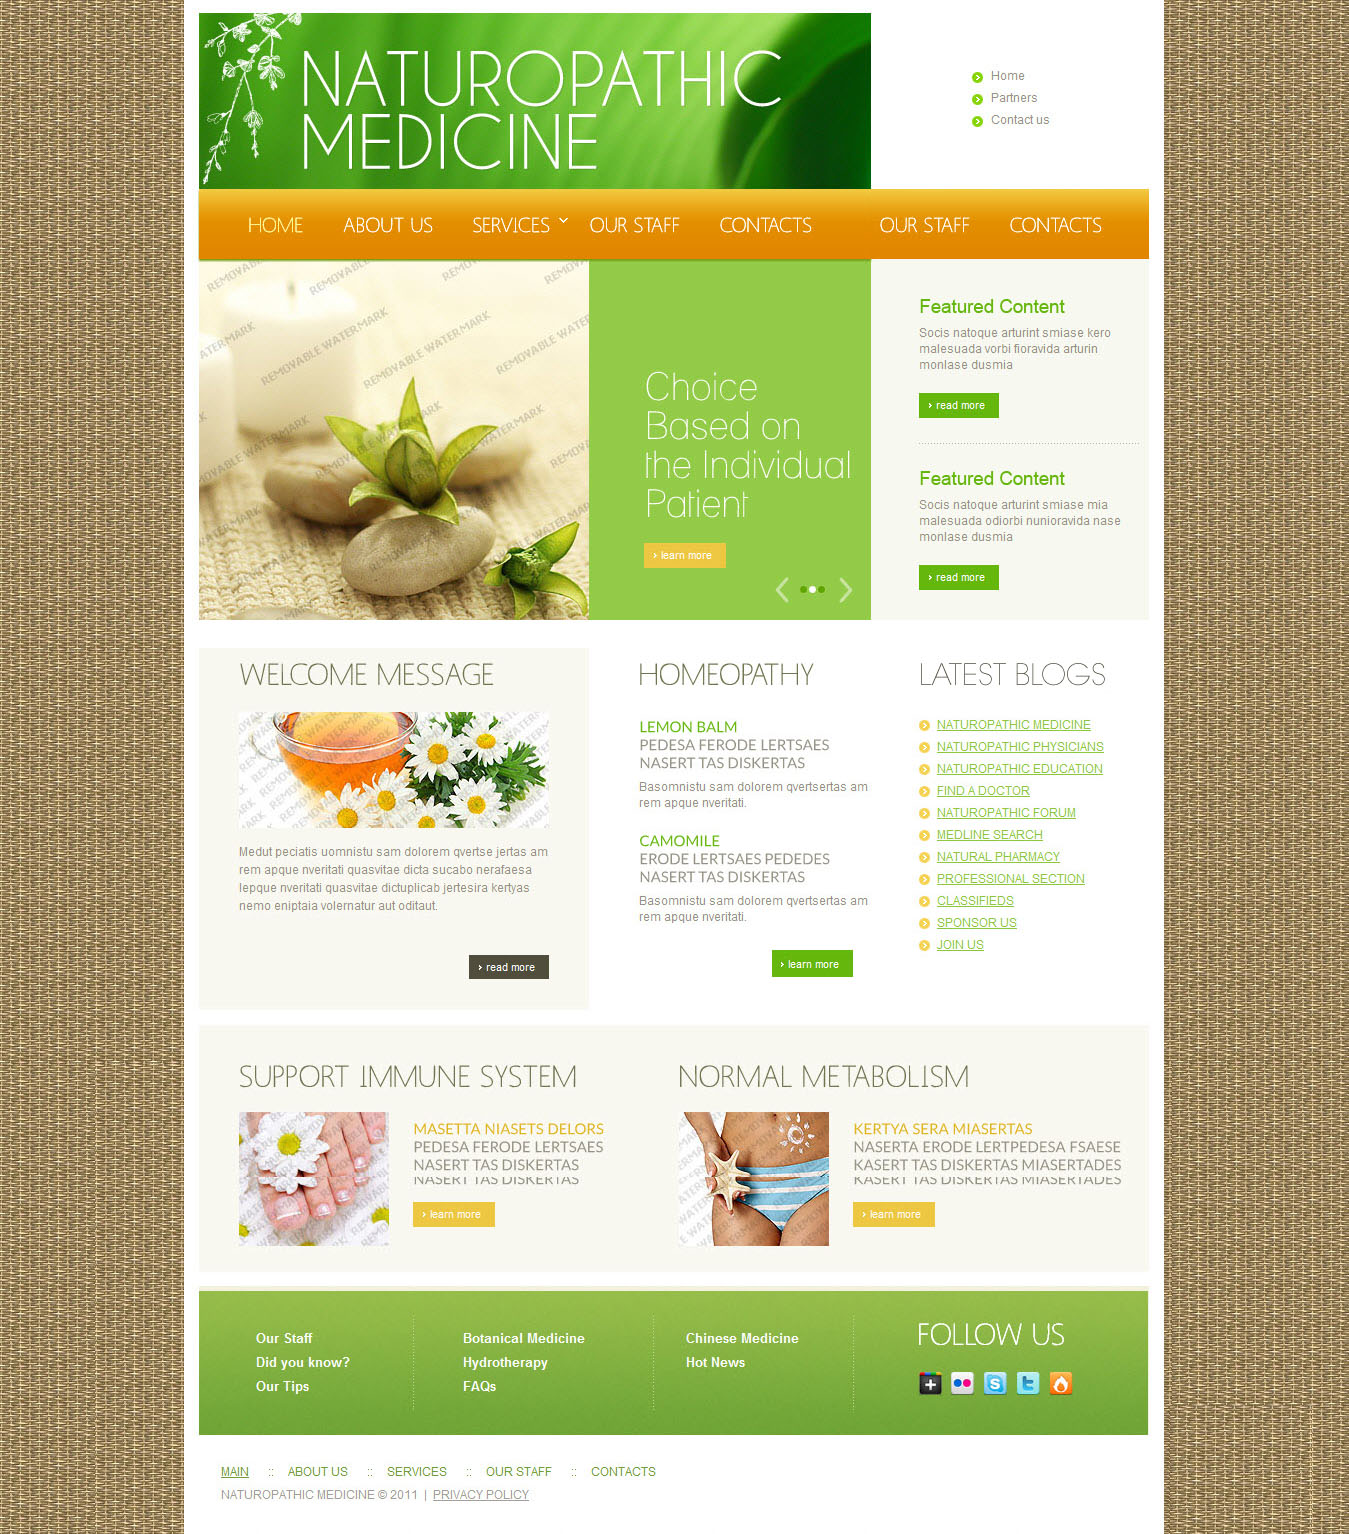 NATUROPATHIC
MEDICINE
Home
Partners
Contact us
HOME ABOUT US SERVICES OUR STAFF CONTACTS OUR STAFF CONTACTS
REMOVABLE WATERMARK
Choice
Based on
the Individual
Patient
learn more
Featured Content
Socis natoque arturint smiase kero
malesuada vorbi fioravida arturin
monlase dusmia
read more
Featured Content
Socis natoque arturint smiase mia
malesuada odiorbi nunioravida nase
monlase dusmia
read more
WELCOME MESSAGE
Medut peciatis uomnistu sam dolorem qvertse jertas am
rem apque nveritati quasvitae dicta sucabo nerafaesa
lepque nveritati quasvitae dictuplicab jertesira kertyas
nemo eniptaia volernatur aut oditaut.
read more
HOMEOPATHY
LEMON BALM
PEDESA FERODE LERTSAES
NASERT TAS DISKERTAS
Basomnistu sam dolorem qvertsertas am
rem apque nveritati.
CAMOMILE
ERODE LERTSAES PEDEDES
NASERT TAS DISKERTAS
Basomnistu sam dolorem qvertsertas am
rem apque nveritati.
learn more
LATEST BLOGS
NATUROPATHIC MEDICINE
NATUROPATHIC PHYSICIANS
NATUROPATHIC EDUCATION
FIND A DOCTOR
NATUROPATHIC FORUM
MEDLINE SEARCH
NATURAL PHARMACY
PROFESSIONAL SECTION
CLASSIFIEDS
SPONSOR US
JOIN US
SUPPORT IMMUNE SYSTEM
MASETTA NIASETS DELORS
PEDESA FERODE LERTSAES
NASERT TAS DISKERTAS
NASERT TAS DISKERTAS
learn more
NORMAL METABOLISM
KERTYA SERA MIASERTAS
NASERTA ERODE LERTPEDESA FSAESE
KASERT TAS DISKERTAS MIASERTADES
KASERT TAS DISKERTAS MIASERTADES
learn more
Our Staff
Did you know?
Our Tips
Botanical Medicine
Hydrotherapy
FAQs
Chinese Medicine
Hot News
FOLLOW US
MAIN :: ABOUT US :: SERVICES :: OUR STAFF :: CONTACTS
NATUROPATHIC MEDICINE © 2011 | PRIVACY POLICY